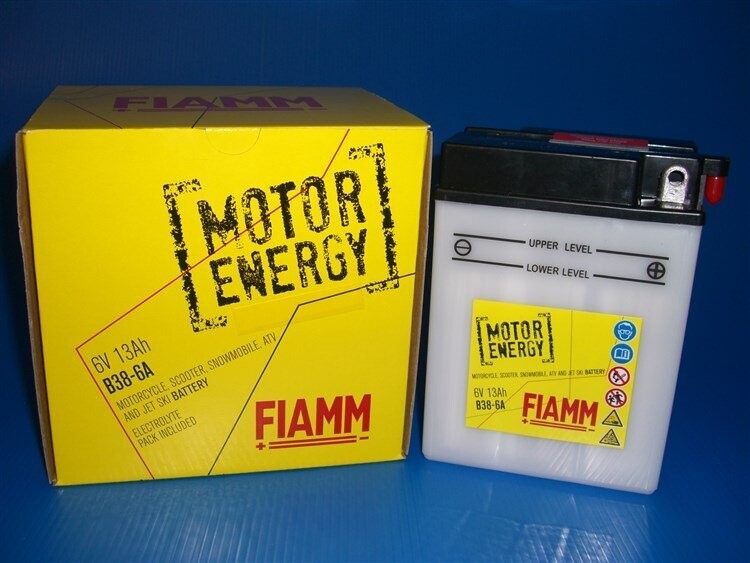 FIAMM
MOTOR
ENERGY
6V 13Ah
B38-6A
MOTORCYCLE, SCOOTER, SNOWMOBILE, ATV
AND JET SKI BATTERY
ELECTROLYTE
PACK INCLUDED
FIAMM
+ -
UPPER LEVEL
LOWER LEVEL
MOTOR
ENERGY
MOTORCYCLE, SCOOTER, SNOWMOBILE, ATV AND JET SKI BATTERY
6V 13Ah
B38-6A
FIAMM
+ -